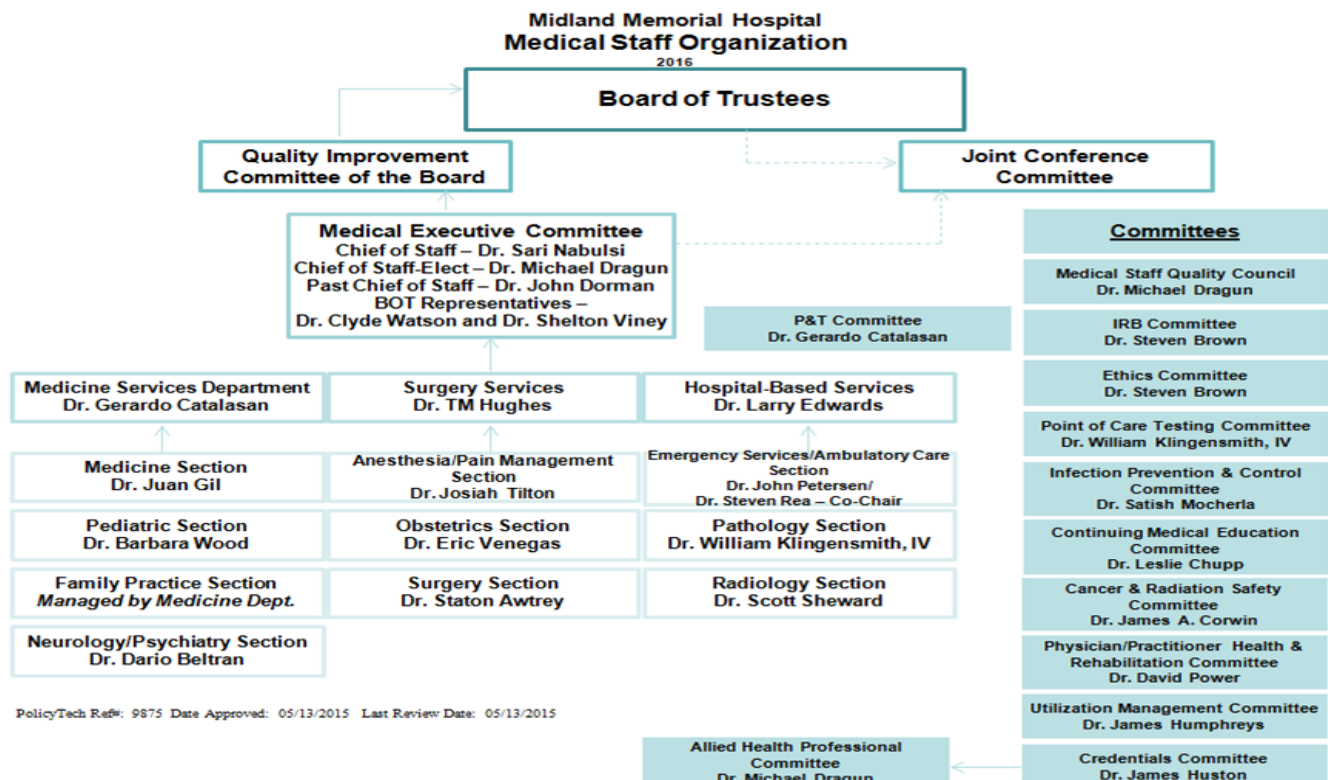 Midland Memorial Hospital
Medical Staff Organization
2016
Board of Trustees
Quality Improvement
Committee of the Board
Joint Conference
Committee
Medical Executive Committee
Chief of Staff – Dr. Sari Nabulsi
Chief of Staff-Elect – Dr. Michael Dragun
Past Chief of Staff – Dr. John Dorman
BOT Representatives –
Dr. Clyde Watson and Dr. Shelton Viney
P&T Committee
Dr. Gerardo Catalasan
Medicine Services Department
Dr. Gerardo Catalasan
Surgery Services
Dr. TM Hughes
Hospital-Based Services
Dr. Larry Edwards
Medicine Section
Dr. Juan Gil
Anesthesia/Pain Management
Section
Dr. Josiah Tilton
Emergency Services/Ambulatory Care
Section
Dr. John Petersen/
Dr. Steven Rea – Co-Chair
Pediatric Section
Dr. Barbara Wood
Obstetrics Section
Dr. Eric Venegas
Pathology Section
Dr. William Klingensmith, IV
Family Practice Section
Managed by Medicine Dept.
Surgery Section
Dr. Staton Awtrey
Radiology Section
Dr. Scott Sheward
Neurology/Psychiatry Section
Dr. Dario Beltran
Committees
Medical Staff Quality Council
Dr. Michael Dragun
IRB Committee
Dr. Steven Brown
Ethics Committee
Dr. Steven Brown
Point of Care Testing Committee
Dr. William Klingensmith, IV
Infection Prevention & Control
Committee
Dr. Satish Mocherla
Continuing Medical Education
Committee
Dr. Leslie Chupp
Cancer & Radiation Safety
Committee
Dr. James A. Corwin
Physician/Practitioner Health &
Rehabilitation Committee
Dr. David Power
Utilization Management Committee
Dr. James Humphreys
Credentials Committee
Dr. James Huston
Allied Health Professional
Committee
Dr. Michael Dragun
PolicyTech Ref#: 9875 Date Approved: 05/13/2015 Last Review Date: 05/13/2015